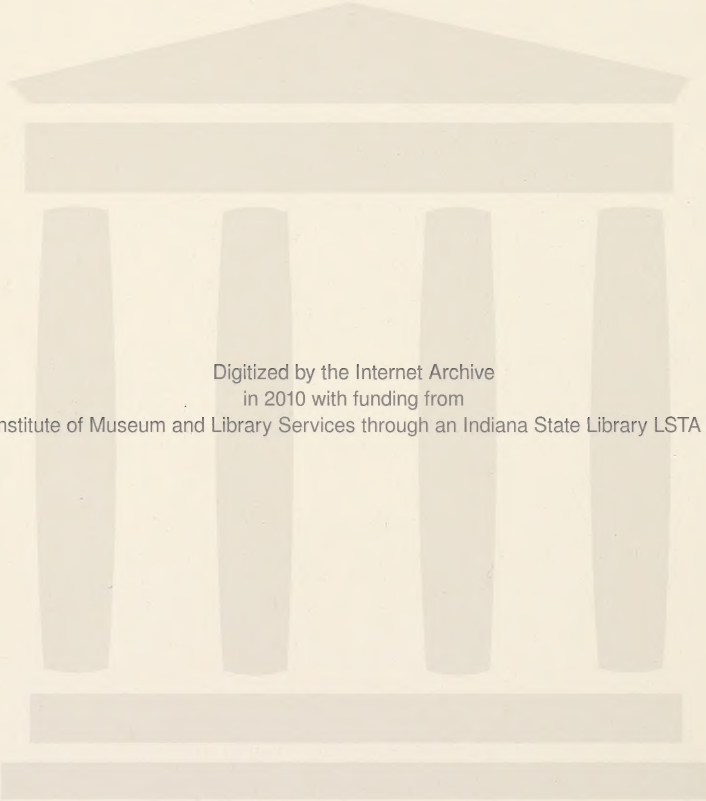 Digitized by the Internet Archive
in 2010 with funding from
nstitute of Museum and Library Services through an Indiana State Library LSTA